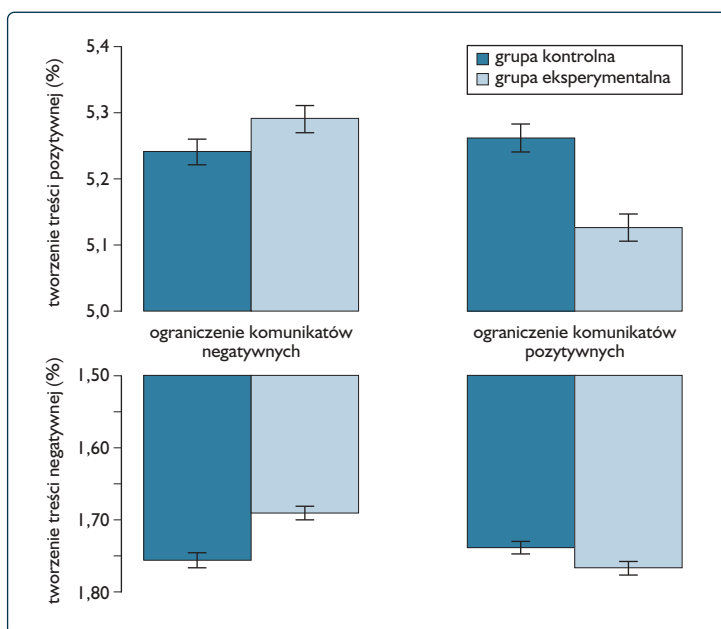 tworzenie treści pozytywnej (%)
5,4
5,3
5,2
5,1
5,0
grupa kontrolna
grupa eksperymentalna
ograniczenie komunikatów
negatywnych
ograniczenie komunikatów
pozytywnych
tworzenie treści negatywnej (%)
1,50
1,60
1,70
1,80